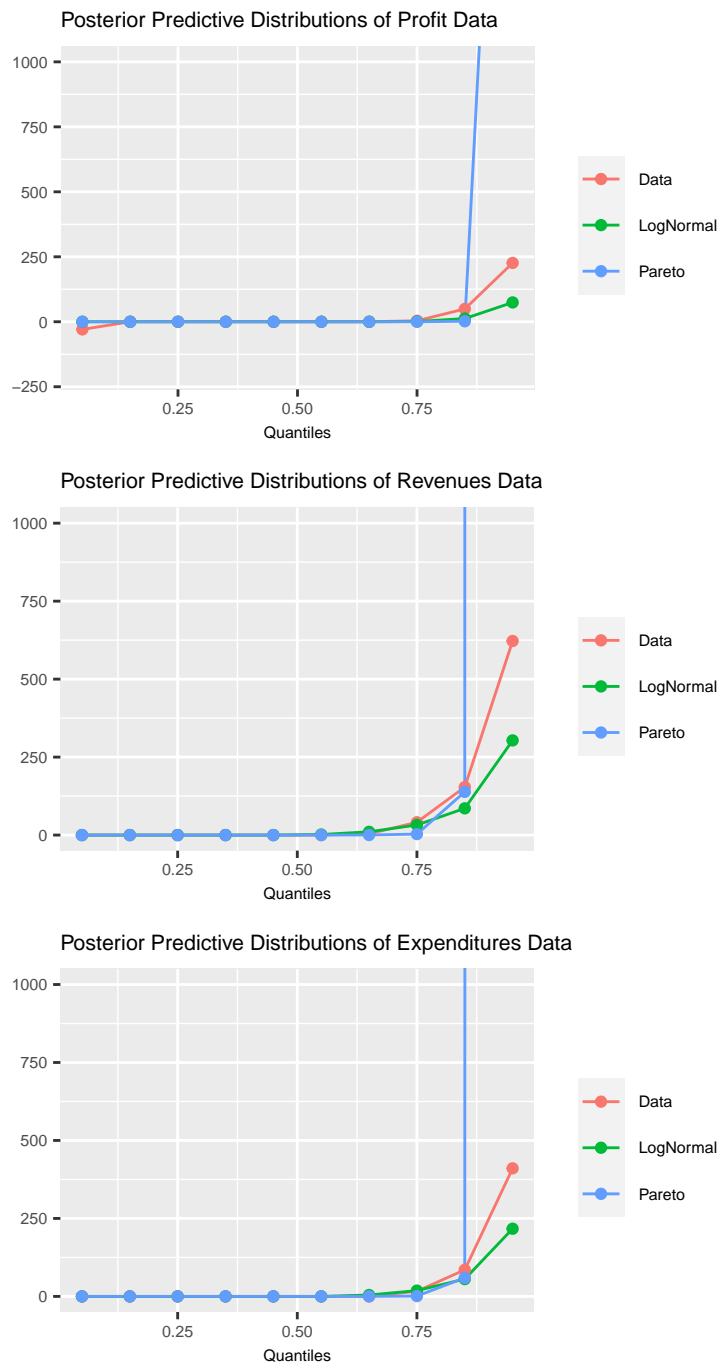 Posterior Predictive Distributions of Profit Data
1000
750
500
250
0
−250
0.25 0.50 0.75
Quantiles
Data
LogNormal
Pareto
Posterior Predictive Distributions of Revenues Data
1000
750
500
250
0
0.25 0.50 0.75
Quantiles
Data
LogNormal
Pareto
Posterior Predictive Distributions of Expenditures Data
1000
750
500
250
0
0.25 0.50 0.75
Quantiles
Data
LogNormal
Pareto